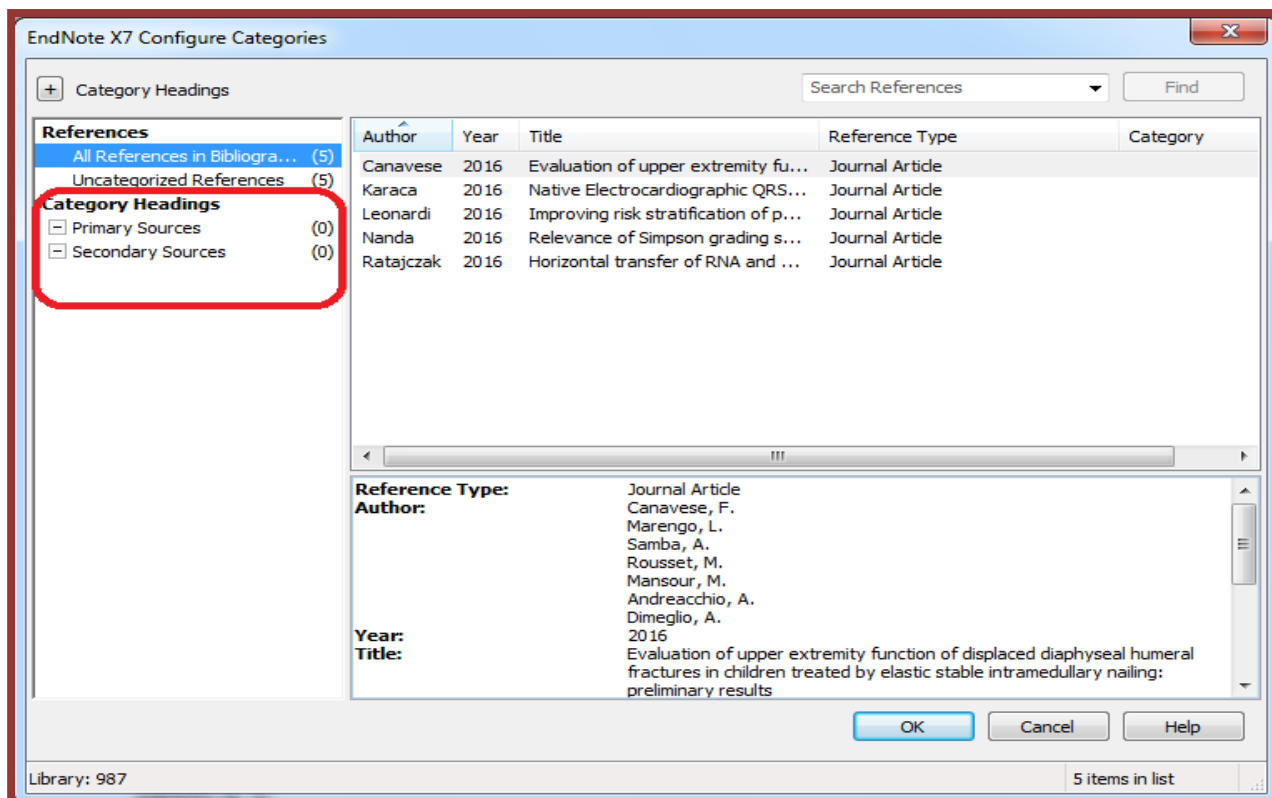 EndNote X7 Configure Categories
+ Category Headings
Search References
Find
References
All References in Bibliogra... (5)
Uncategorized References (5)
Category Headings
Primary Sources (0)
Secondary Sources (0)
Author Year Title Reference Type Category
Canavese 2016 Evaluation of upper extremity fu... Journal Article
Karaca 2016 Native Electrocardiographic QRS... Journal Article
Leonardi 2016 Improving risk stratification of p... Journal Article
Nanda 2016 Relevance of Simpson grading s... Journal Article
Ratajczak 2016 Horizontal transfer of RNA and ... Journal Article
Reference Type: Journal Article
Author: Canavese, F.
Marengo, L.
Samba, A.
Rousset, M.
Mansour, M.
Andreacchio, A.
Dimeglio, A.
Year: 2016
Title: Evaluation of upper extremity function of displaced diaphyseal humeral
fractures in children treated by elastic stable intramedullary nailing:
preliminary results
OK Cancel Help
Library: 987 5 items in list